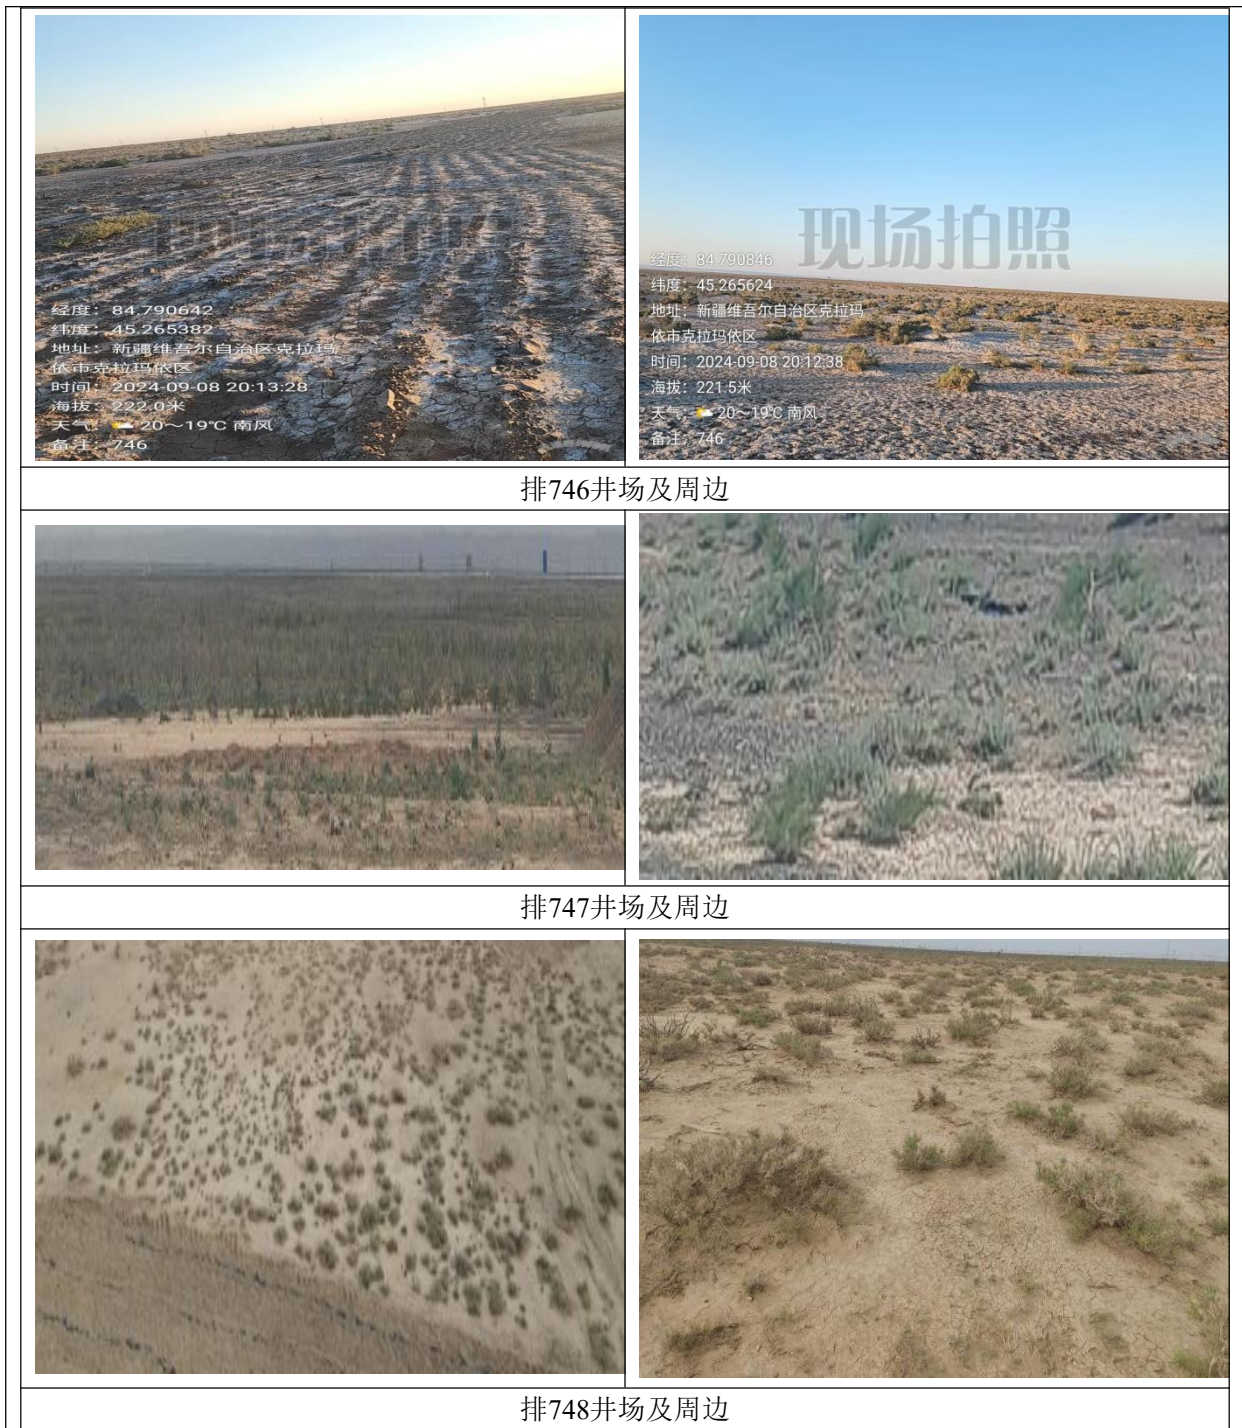 现场拍照
经度：84.790642
纬度：45.265382
地址：新疆维吾尔自治区克拉玛
依市克拉玛依区
时间：2024-09-08 20:13:28
海拔：222.0米
天气：20～19℃ 南风
备注：746
现场拍照
经度：84.790846
纬度：45.265624
地址：新疆维吾尔自治区克拉玛
依市克拉玛依区
时间：2024-09-08 20:12:38
海拔：221.5米
天气：20～19℃ 南风
备注：746
排746井场及周边
排747井场及周边
排748井场及周边